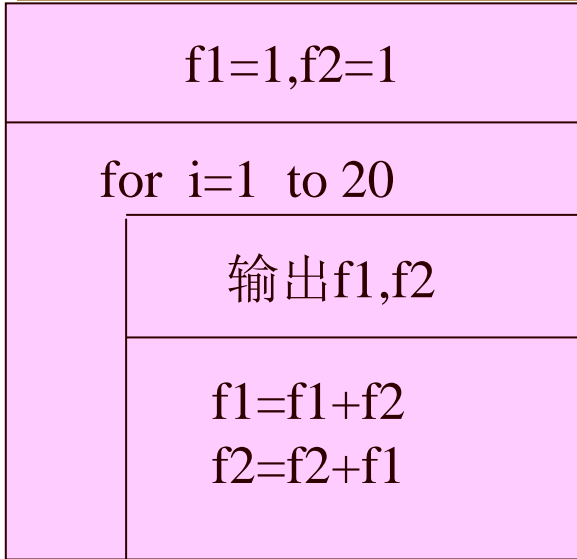 f1=1,f2=1
for i=1 to 20
输出f1,f2
f1=f1+f2
f2=f2+f1